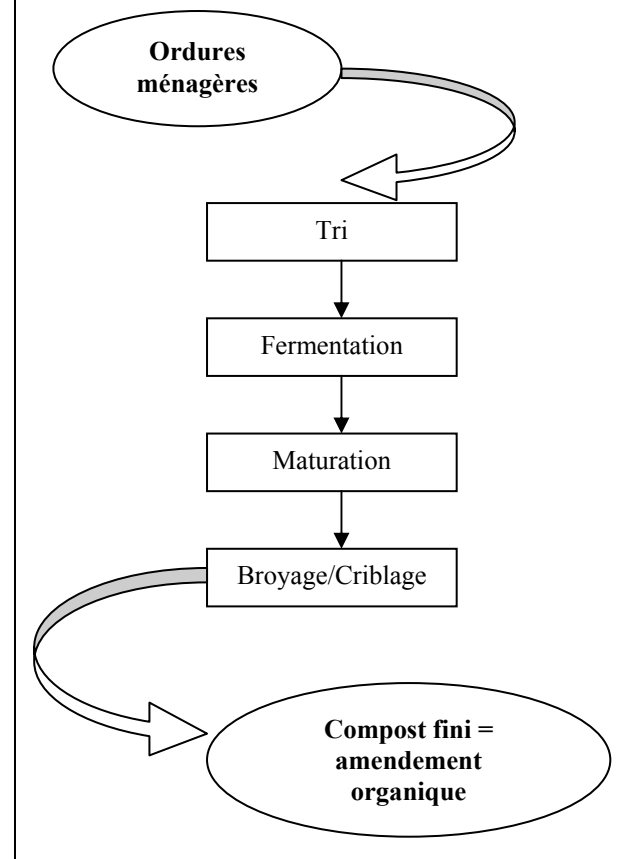 Ordures
ménagères
Tri
Fermentation
Maturation
Broyage/Criblage
Compost fini =
amendement
organique